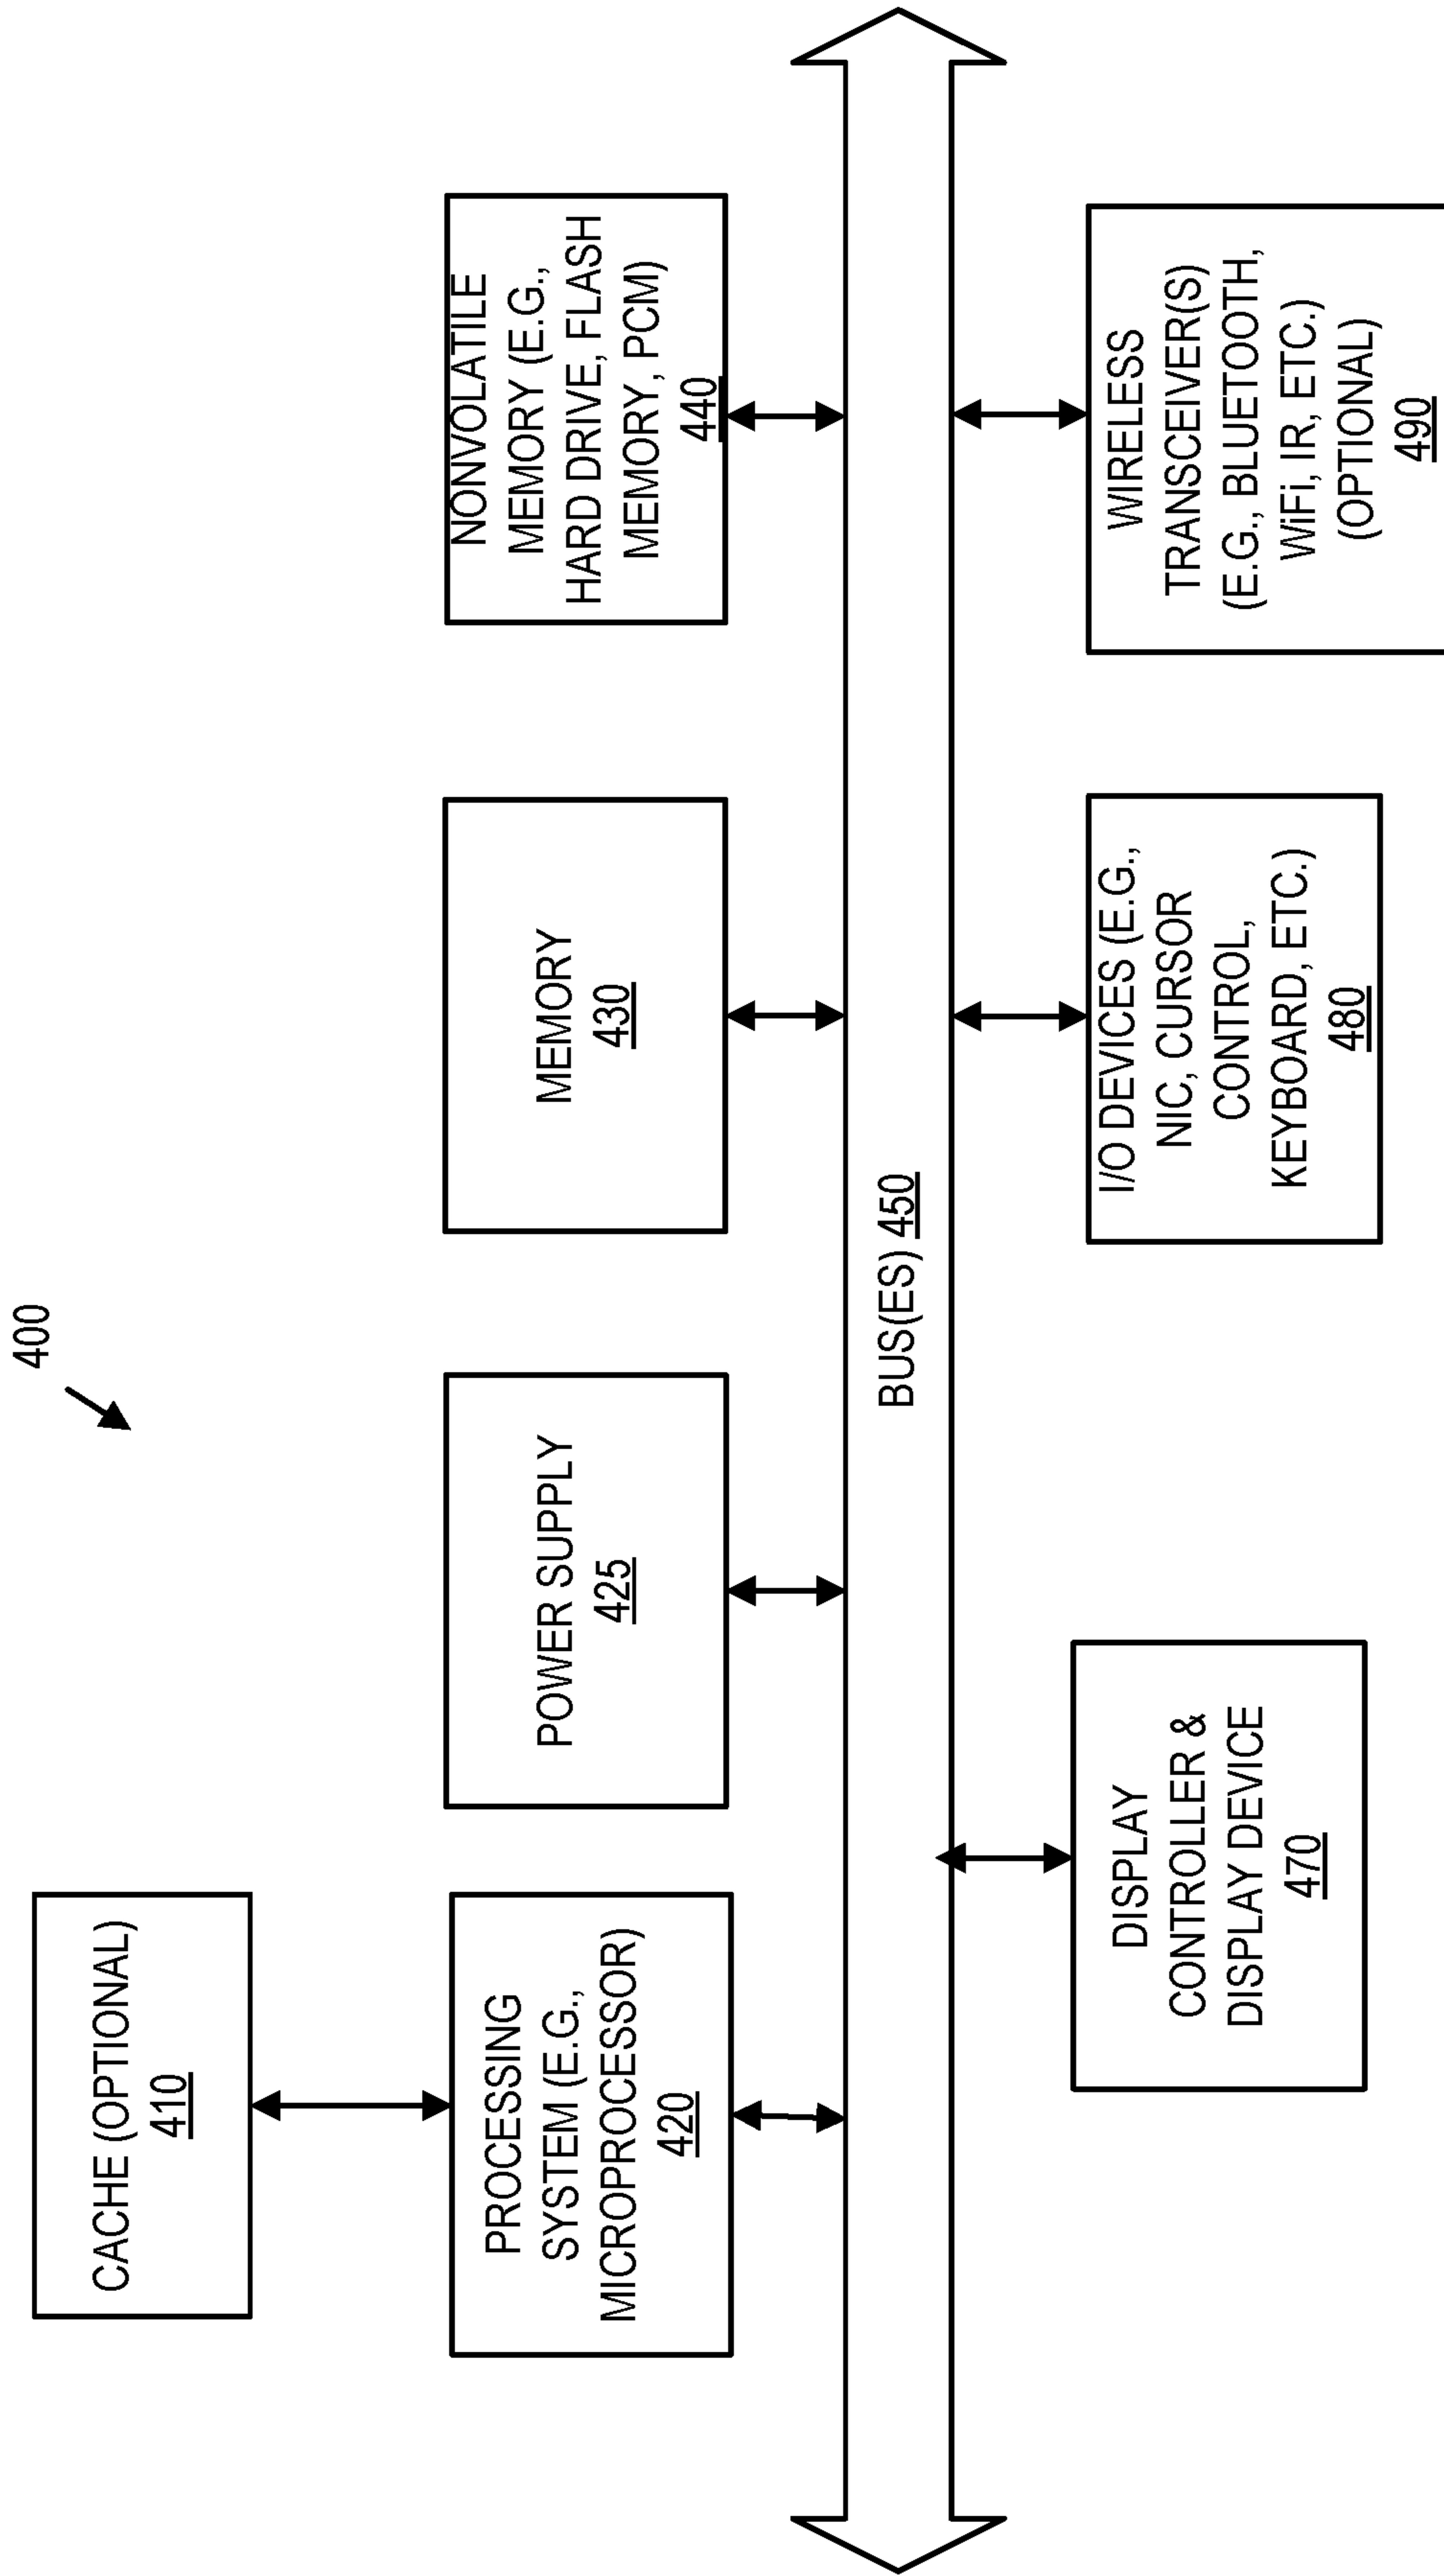 400
CACHE (OPTIONAL)
410
PROCESSING
SYSTEM (E.G.,
MICROPROCESSOR)
420
POWER SUPPLY
425
MEMORY
430
NONVOLATILE
MEMORY (E.G.,
HARD DRIVE, FLASH
MEMORY, PCM)
440
BUS(ES) 450
DISPLAY
CONTROLLER &
DISPLAY DEVICE
470
I/O DEVICES (E.G.,
NIC, CURSOR
CONTROL,
KEYBOARD, ETC.)
480
WIRELESS
TRANSCEIVER(S)
(E.G., BLUETOOTH,
WiFi, IR, ETC.)
(OPTIONAL)
490